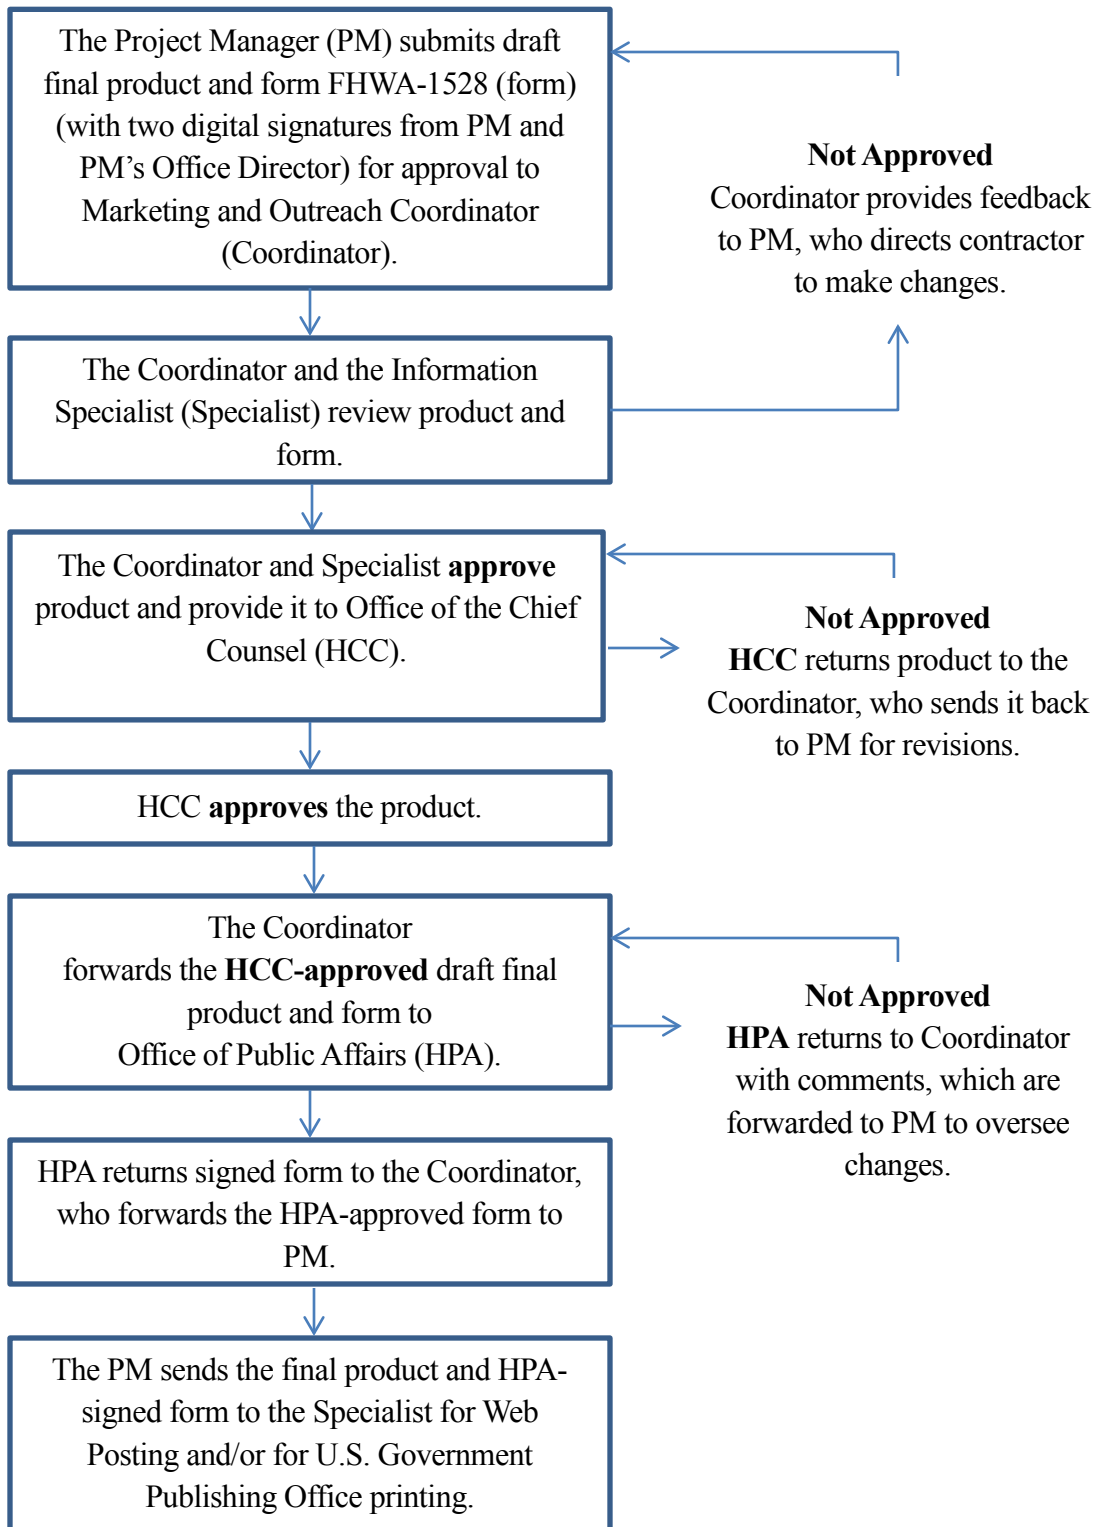 The Project Manager (PM) submits draft
final product and form FHWA-1528 (form)
(with two digital signatures from PM and
PM’s Office Director) for approval to
Marketing and Outreach Coordinator
(Coordinator).
Not Approved
Coordinator provides feedback
to PM, who directs contractor
to make changes.
The Coordinator and the Information
Specialist (Specialist) review product and
form.
The Coordinator and Specialist approve
product and provide it to Office of the Chief
Counsel (HCC).
Not Approved
HCC returns product to the
Coordinator, who sends it back
to PM for revisions.
HCC approves the product.
The Coordinator
forwards the HCC-approved draft final
product and form to
Office of Public Affairs (HPA).
Not Approved
HPA returns to Coordinator
with comments, which are
forwarded to PM to oversee
changes.
HPA returns signed form to the Coordinator,
who forwards the HPA-approved form to
PM.
The PM sends the final product and HPA-
signed form to the Specialist for Web
Posting and/or for U.S. Government
Publishing Office printing.